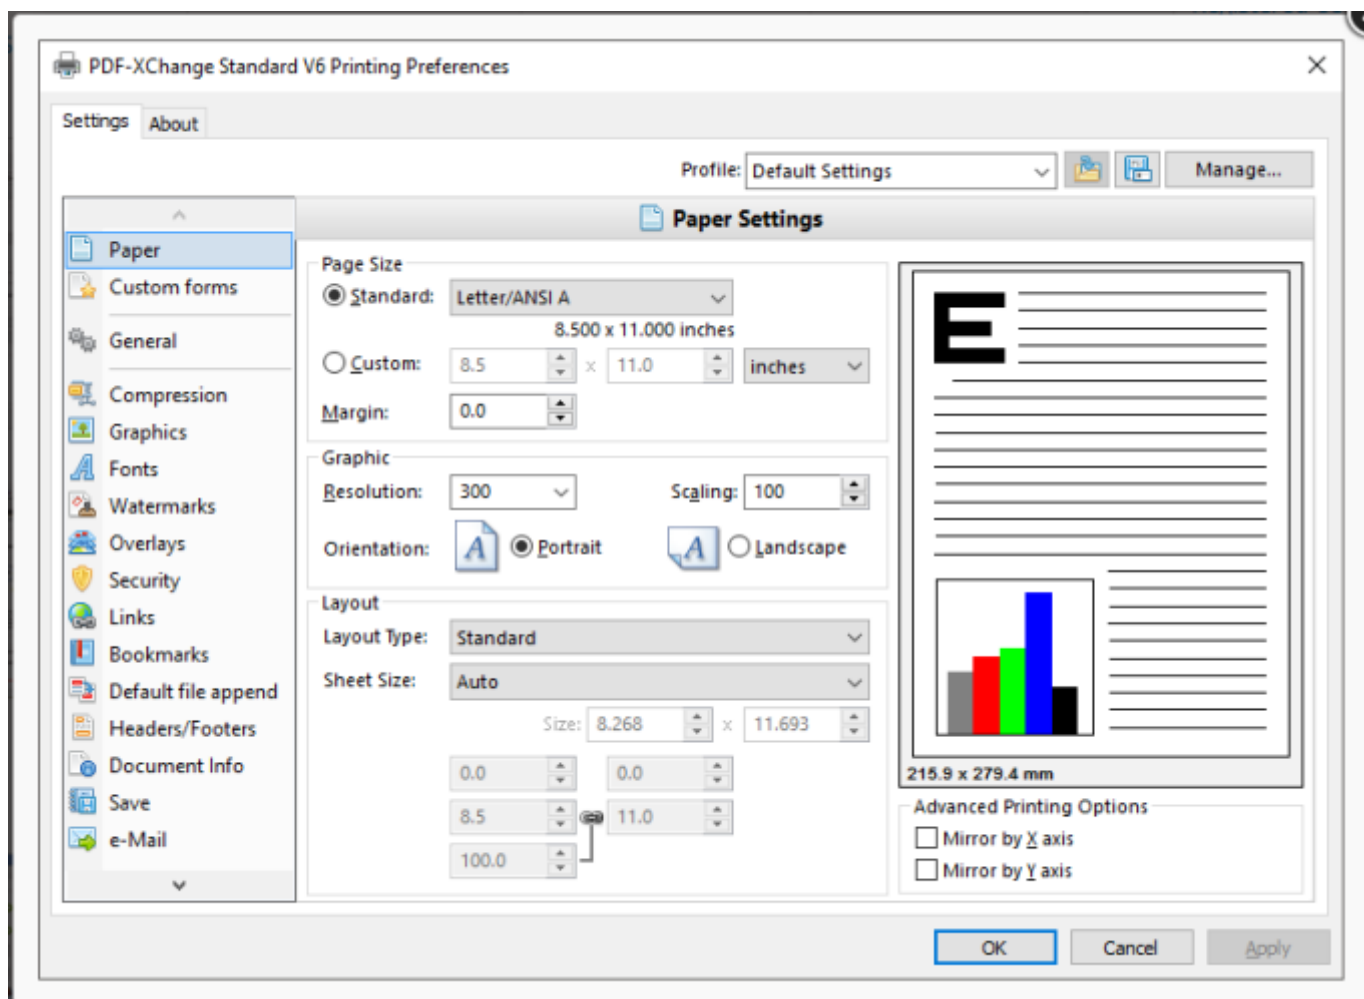 PDF-XChange Standard V6 Printing Preferences
Settings About
Profile: Default Settings Manage...
Paper
Custom forms
General
Compression
Graphics
Fonts
Watermarks
Overlays
Security
Links
Bookmarks
Default file append
Headers/Footers
Document Info
Save
e-Mail
Paper Settings
Page Size
Standard: Letter/ANSI A
8.500 x 11.000 inches
Custom: 8.5 x 11.0 inches
Margin: 0.0
Graphic
Resolution: 300 Scaling: 100
Orientation: A Portrait A Landscape
Layout
Layout Type: Standard
Sheet Size: Auto
Size: 8.268 x 11.693
0.0 0.0
8.5 11.0
100.0
E
215.9 x 279.4 mm
Advanced Printing Options
Mirror by X axis
Mirror by Y axis
OK Cancel Apply